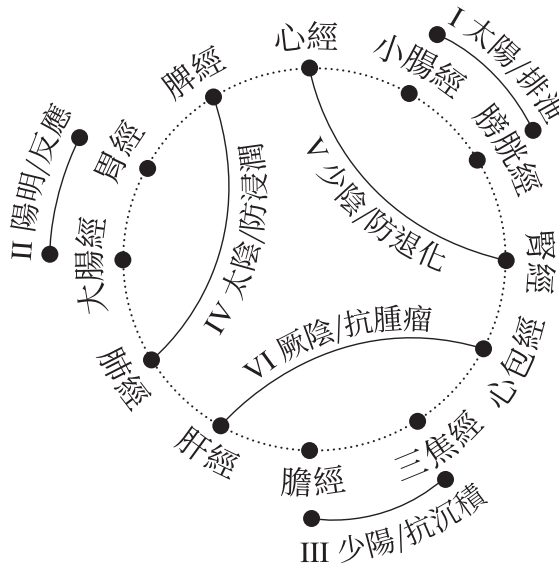 心經
小腸經
膀胱經
腎經
心包經
三焦經
膽經
肝經
肺經
大腸經
胃經
脾經
I 太陽/排泄
II 陽明/反應
III 少陽/抗沉積
IV 太陰/防浸潤
V 少陰/防退化
VI 厥陰/抗腫瘤